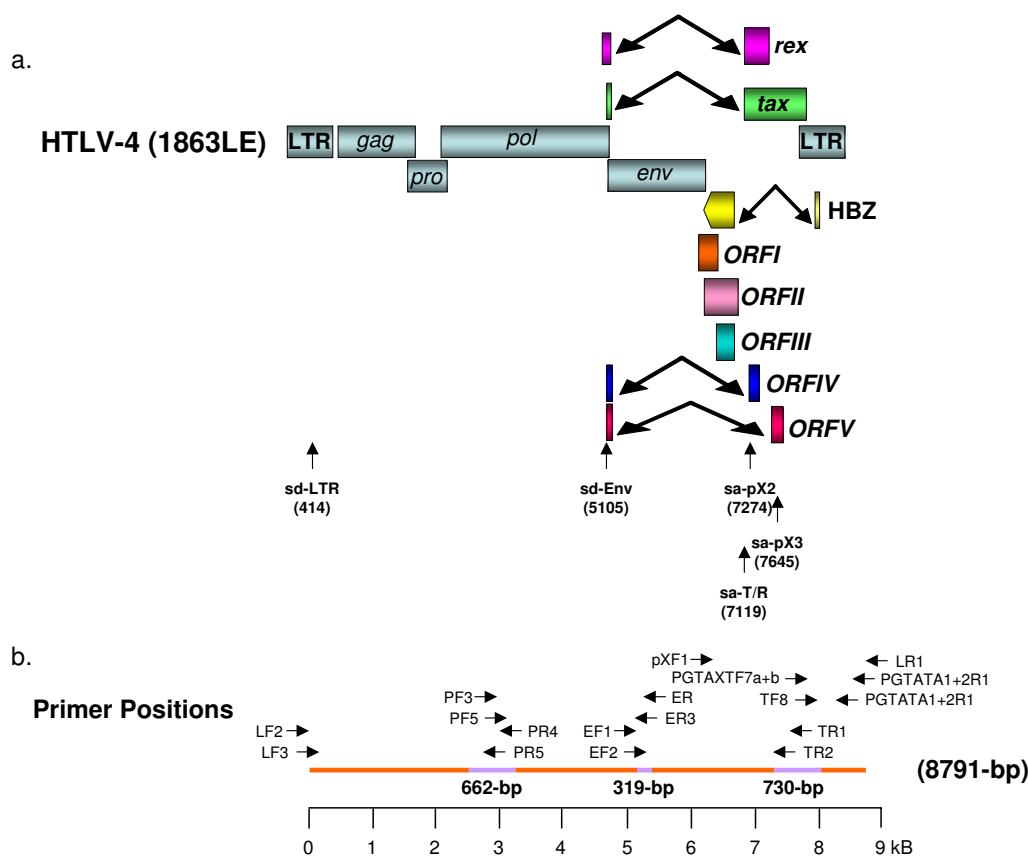 a.
rex
tax
HTLV-4 (1863LE)
LTR
gag
pol
LTR
pro
env
HBZ
ORFI
ORFII
ORFIII
ORFIV
ORFV
sd-LTR
(414)
sd-Env
(5105)
sa-pX2
(7274)
sa-pX3
(7645)
sa-T/R
(7119)
b.
Primer Positions
pXF1
LR1
PGTAXTF7a+b
PGTATA1+2R1
PF3
ER
TF8
PGTATA1+2R1
PF5
ER3
LF2
PR4
EF1
TR1
LF3
PR5
EF2
TR2
(8791-bp)
662-bp
319-bp
730-bp
0 1 2 3 4 5 6 7 8 9 kB